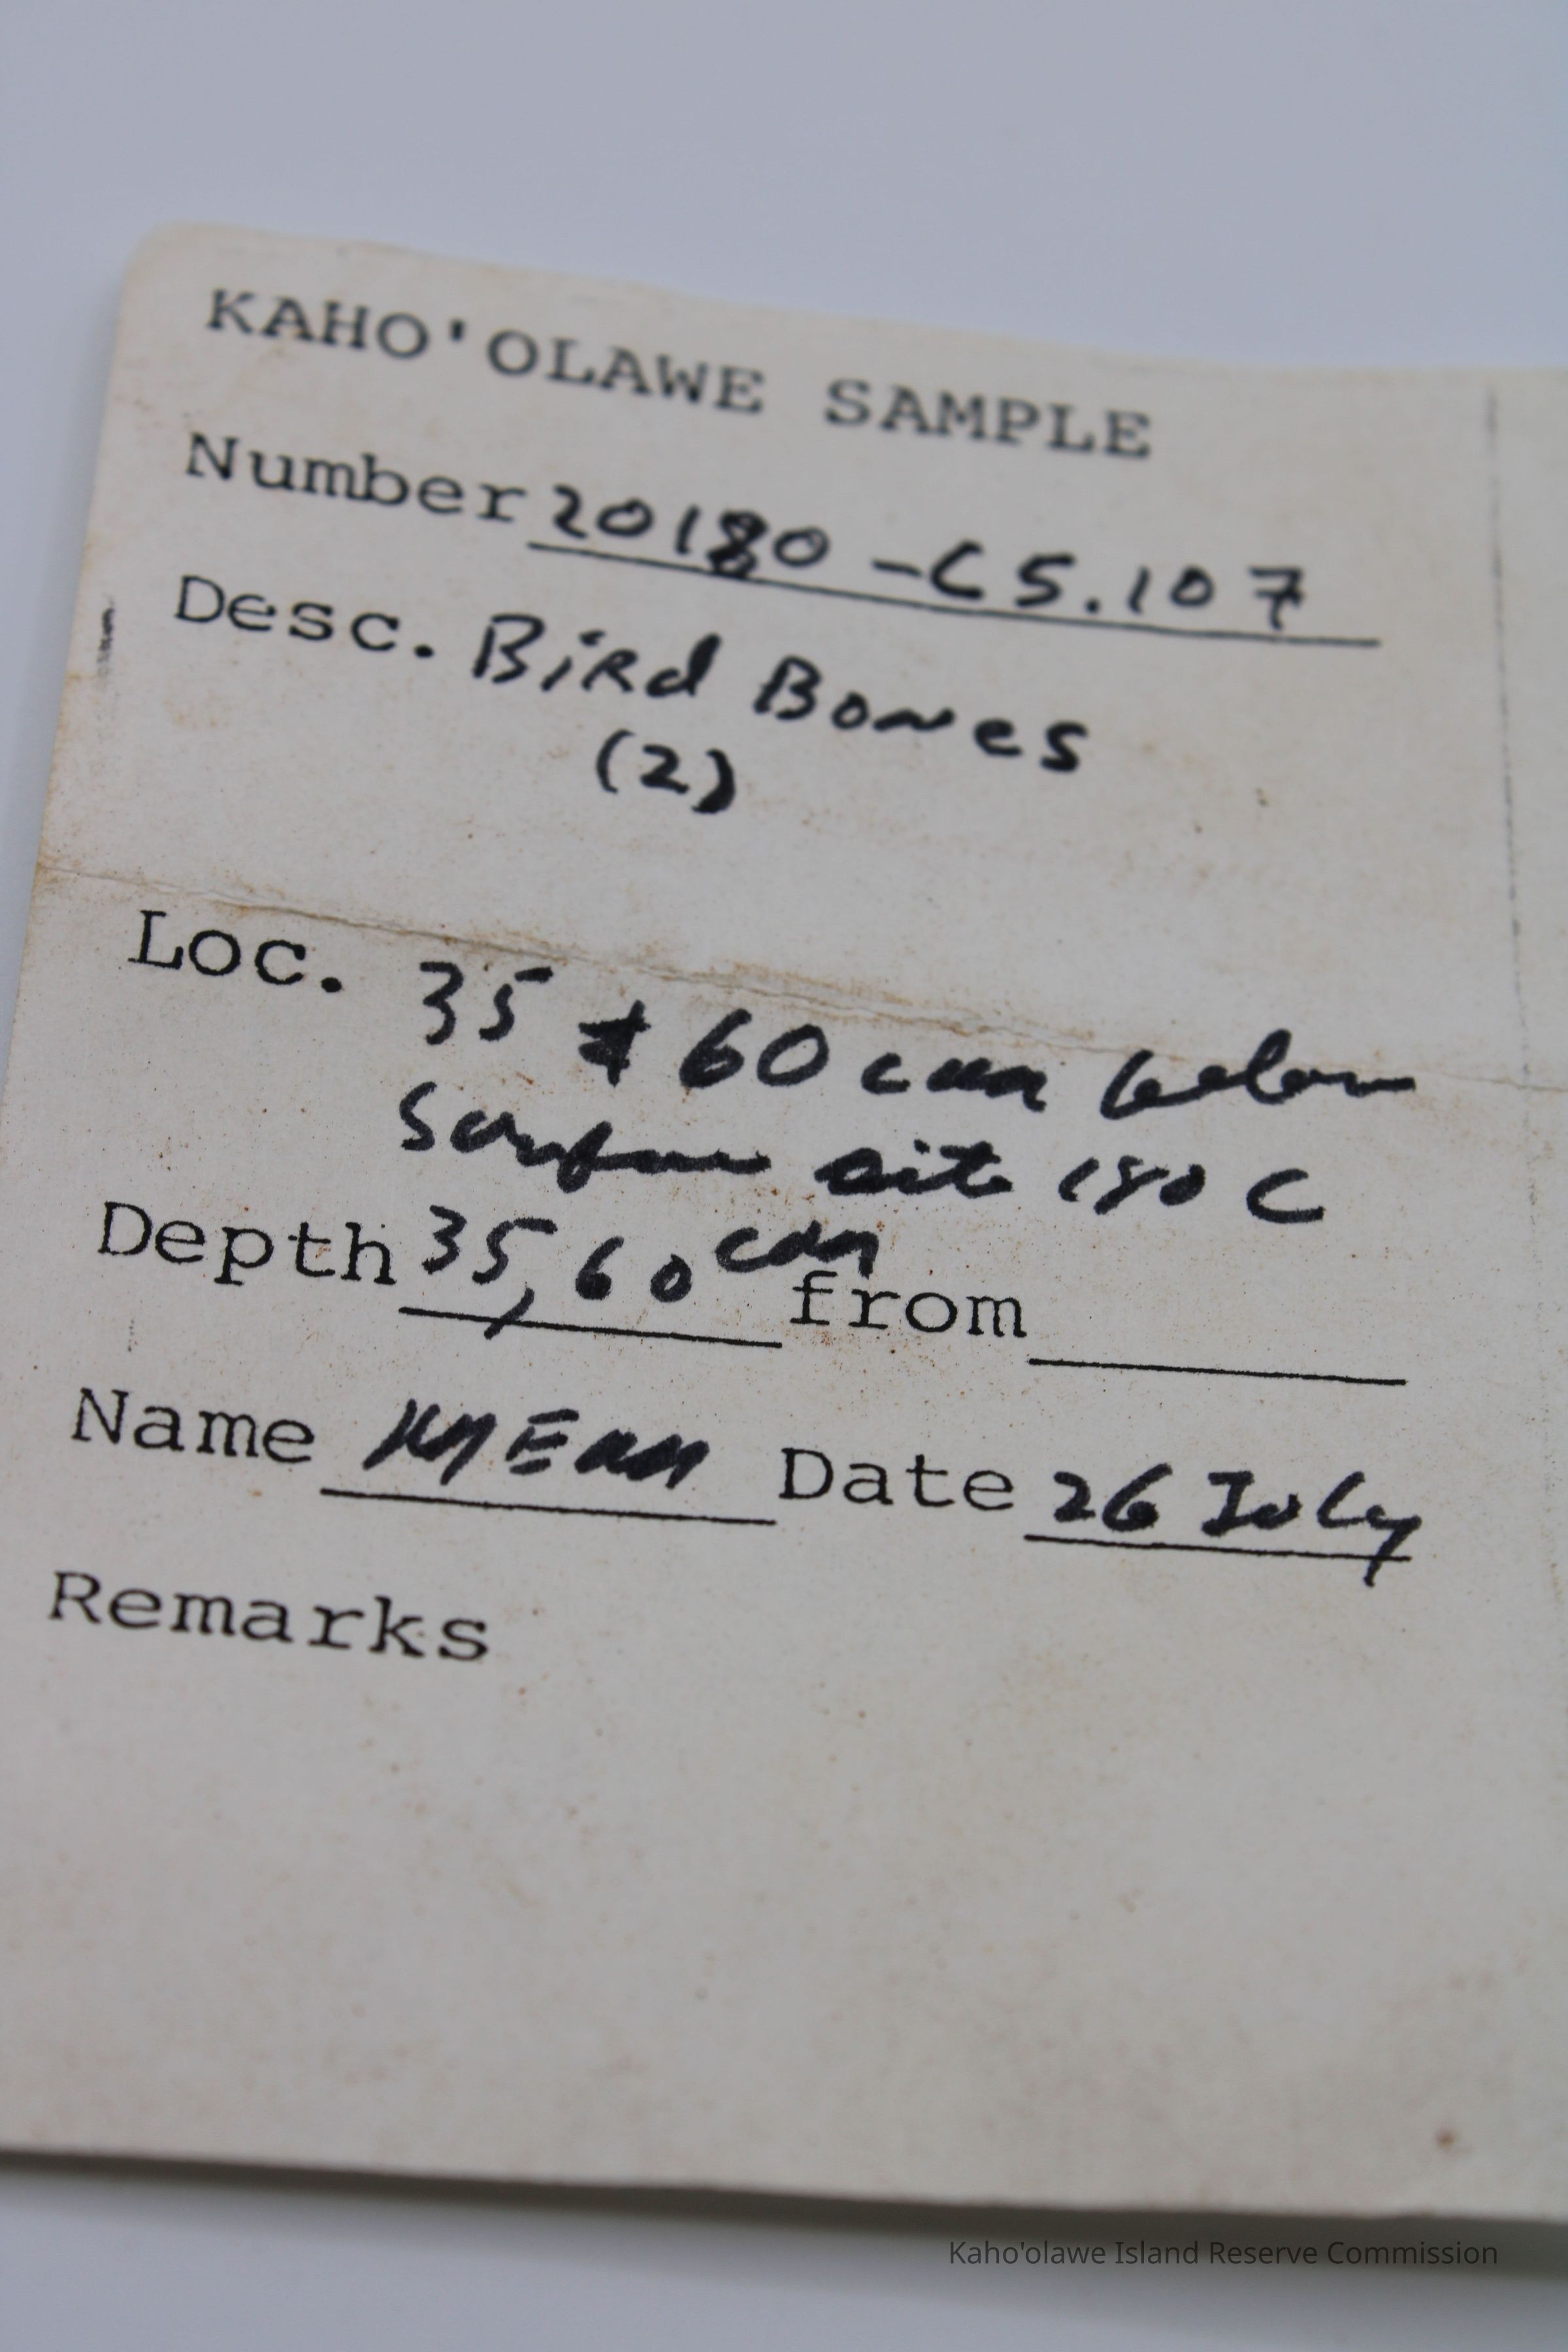 KAHO'OLAWE SAMPLE
Number 20180-C5.107
Desc. Bird Bones
(2)
Loc. 35 + 60 cm below
surface site 180 C
Depth 35, 60 cm from
Name Date 26 July
Remarks
Kaho'olawe Island Reserve Commission